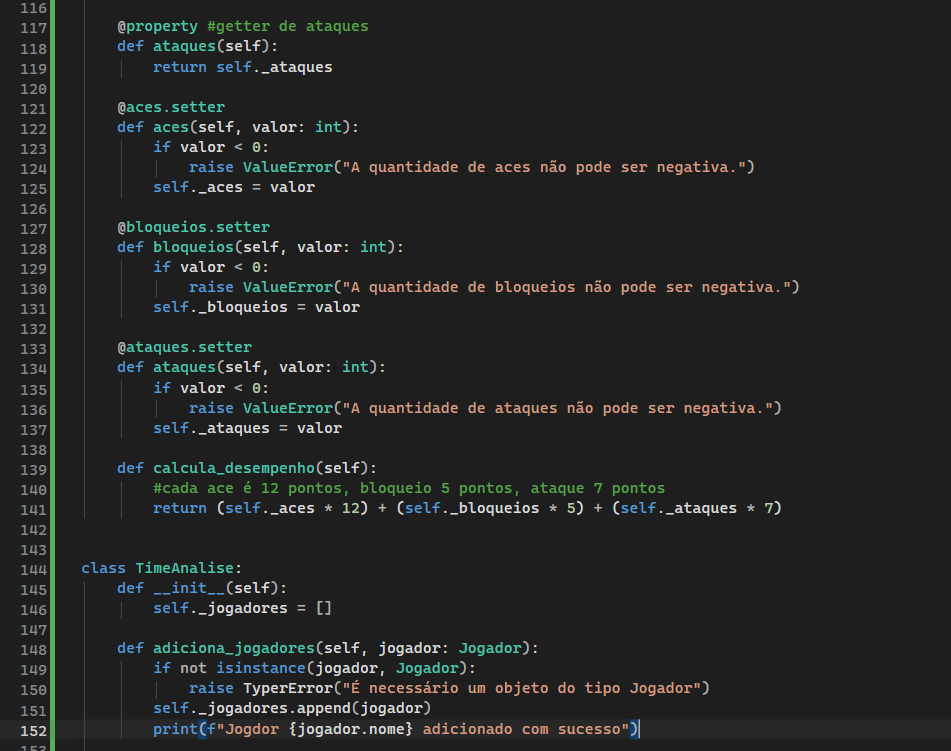 116
117 @property #getter de ataques
118 def ataques(self):
119 return self._ataques
120
121 @aces.setter
122 def aces(self, valor: int):
123 if valor < 0:
124 raise ValueError("A quantidade de aces não pode ser negativa.")
125 self._aces = valor
126
127 @bloqueios.setter
128 def bloqueios(self, valor: int):
129 if valor < 0:
130 raise ValueError("A quantidade de bloqueios não pode ser negativa.")
131 self._bloqueios = valor
132
133 @ataques.setter
134 def ataques(self, valor: int):
135 if valor < 0:
136 raise ValueError("A quantidade de ataques não pode ser negativa.")
137 self._ataques = valor
138
139 def calcula_desempenho(self):
140 #cada ace é 12 pontos, bloqueio 5 pontos, ataque 7 pontos
141 return (self._aces * 12) + (self._bloqueios * 5) + (self._ataques * 7)
142
143
144 class TimeAnalise:
145 def __init__(self):
146 self._jogadores = []
147
148 def adiciona_jogadores(self, jogador: Jogador):
149 if not isinstance(jogador, Jogador):
150 raise TyperError("É necessário um objeto do tipo Jogador")
151 self._jogadores.append(jogador)
152 print(f"Jogdor {jogador.nome} adicionado com sucesso")
153